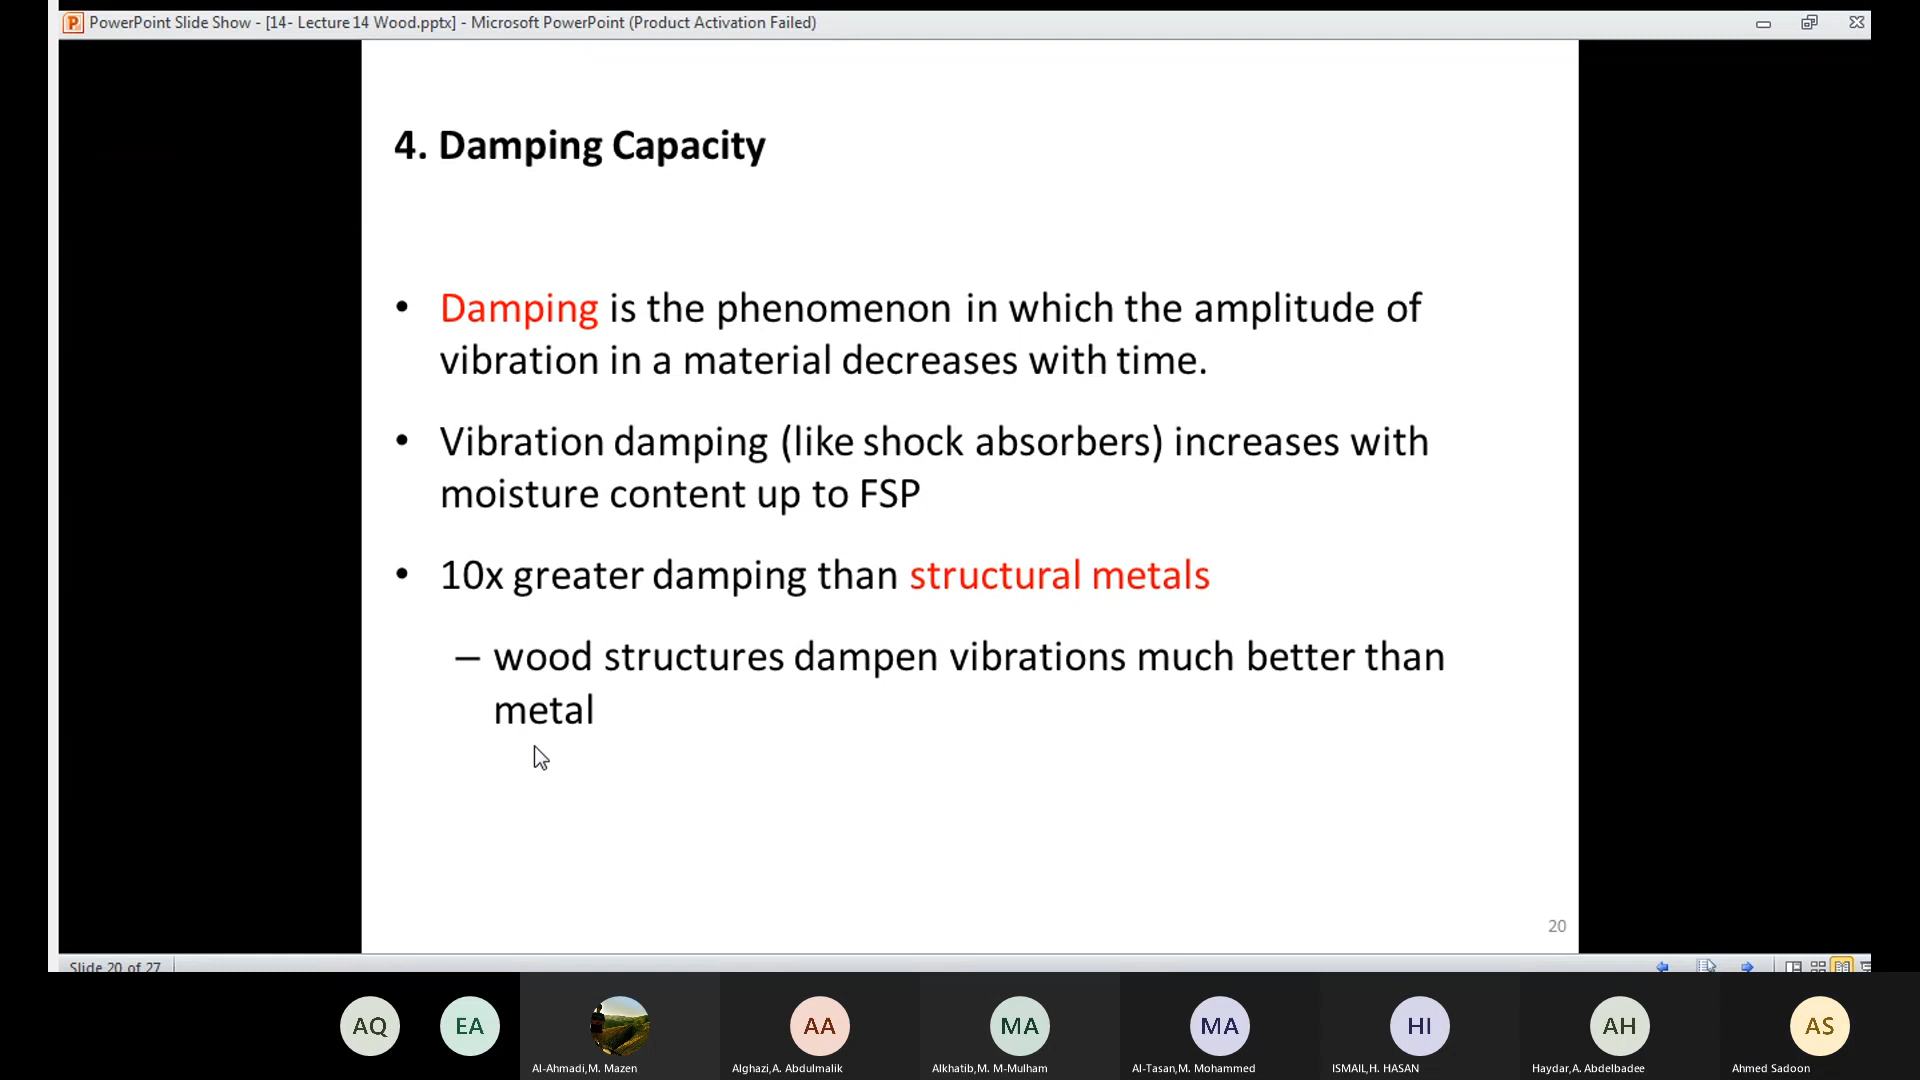 PowerPoint Slide Show - [14- Lecture 14 Wood.pptx] - Microsoft PowerPoint (Product Activation Failed)
4. Damping Capacity
• Damping is the phenomenon in which the amplitude of
vibration in a material decreases with time.
• Vibration damping (like shock absorbers) increases with
moisture content up to FSP
• 10x greater damping than structural metals
– wood structures dampen vibrations much better than
metal
20
Slide 20 of 27
AQ
EA
AA
MA
MA
HI
AH
AS
Al-Ahmadi,M. Mazen
Alghazi,A. Abdulmalik
Alkhatib,M. M-Mulham
Al-Tasan,M. Mohammed
ISMAIL,H. HASAN
Haydar,A. Abdelbadee
Ahmed Sadoon